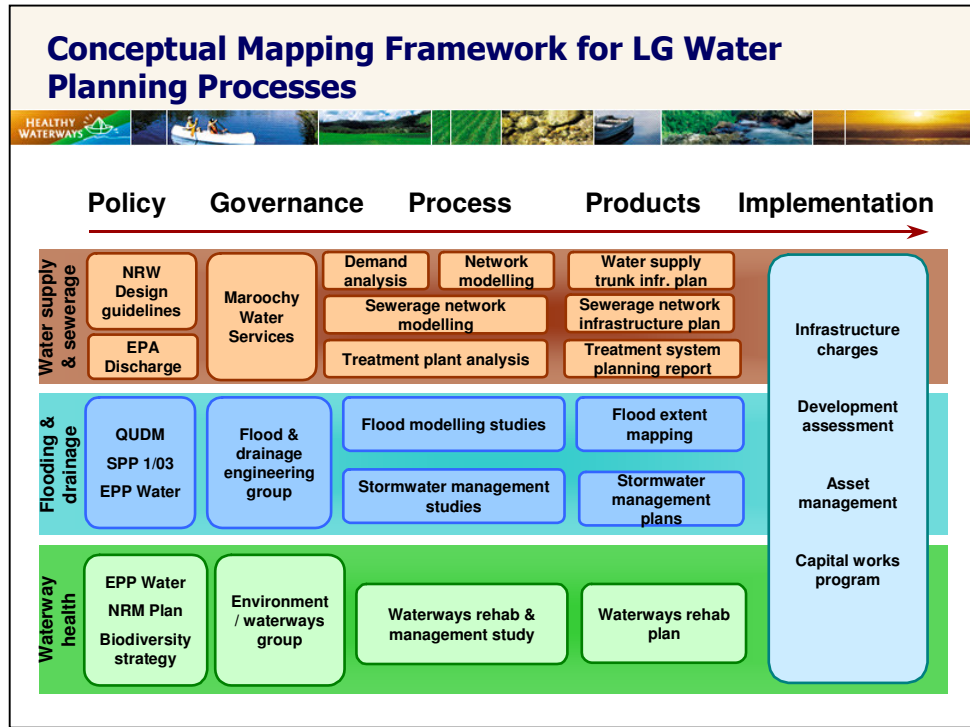 Conceptual Mapping Framework for LG Water
Planning Processes
HEALTHY
WATERWAYS
Policy
Governance
Process
Products
Implementation
Water supply
& sewerage
NRW
Design
guidelines
EPA
Discharge
Maroochy
Water
Services
Demand
analysis
Network
modelling
Sewerage network
modelling
Treatment plant analysis
Water supply
trunk infr. plan
Sewerage network
infrastructure plan
Treatment system
planning report
Flooding &
drainage
QUDM
SPP 1/03
EPP Water
Flood &
drainage
engineering
group
Flood modelling studies
Stormwater management
studies
Flood extent
mapping
Stormwater
management
plans
Waterway
health
EPP Water
NRM Plan
Biodiversity
strategy
Environment
/ waterways
group
Waterways rehab &
management study
Waterways rehab
plan
Infrastructure
charges
Development
assessment
Asset
management
Capital works
program